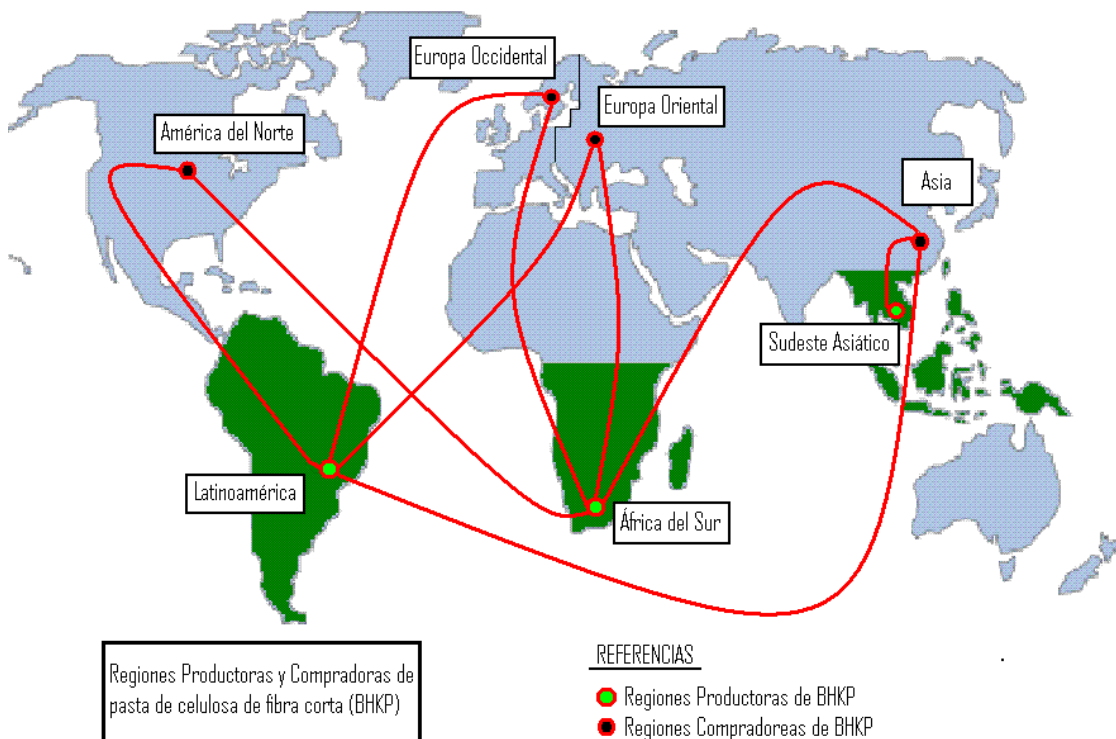 Europa Occidental
Europa Oriental
América del Norte
Asia
Sudeste Asiático
Latinoamérica
África del Sur
Regiones Productoras y Compradoras de
pasta de celulosa de fibra corta (BHKP)
REFERENCIAS
Regiones Productoras de BHKP
Regiones Compradoreas de BHKP